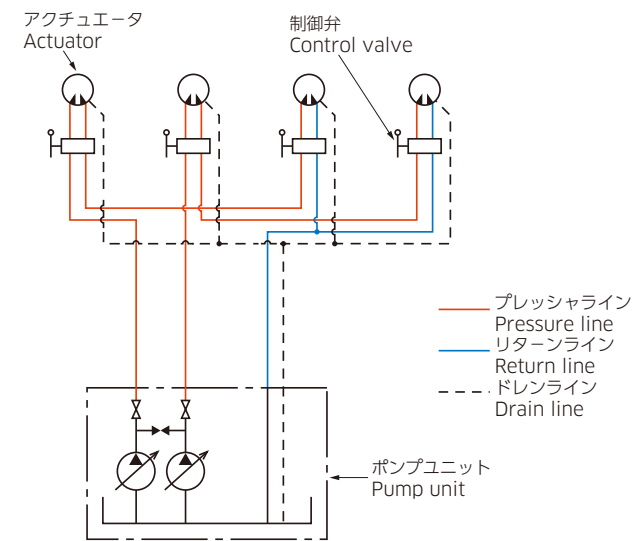 アクチュエータ
Actuator
制御弁
Control valve
プレッシャライン
Pressure line
リターンライン
Return line
ドレンライン
Drain line
ポンプユニット
Pump unit